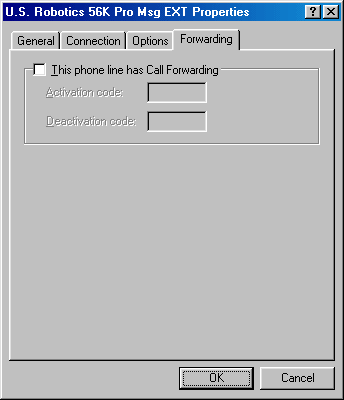 U.S. Robotics 56K Pro Msg EXT Properties
General Connection Options Forwarding
This phone line has Call Forwarding
Activation code:
Deactivation code:
OK Cancel